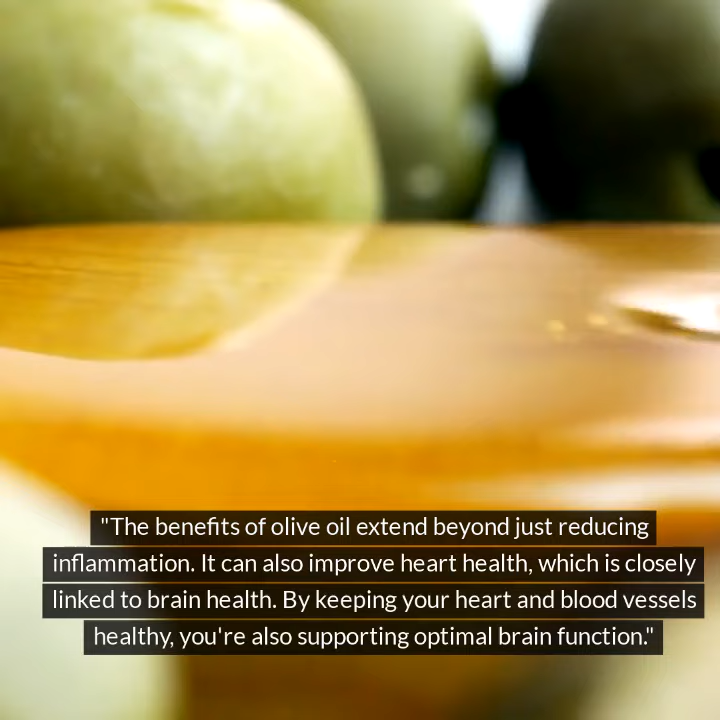 "The benefits of olive oil extend beyond just reducing
inflammation. It can also improve heart health, which is closely
linked to brain health. By keeping your heart and blood vessels
healthy, you're also supporting optimal brain function."